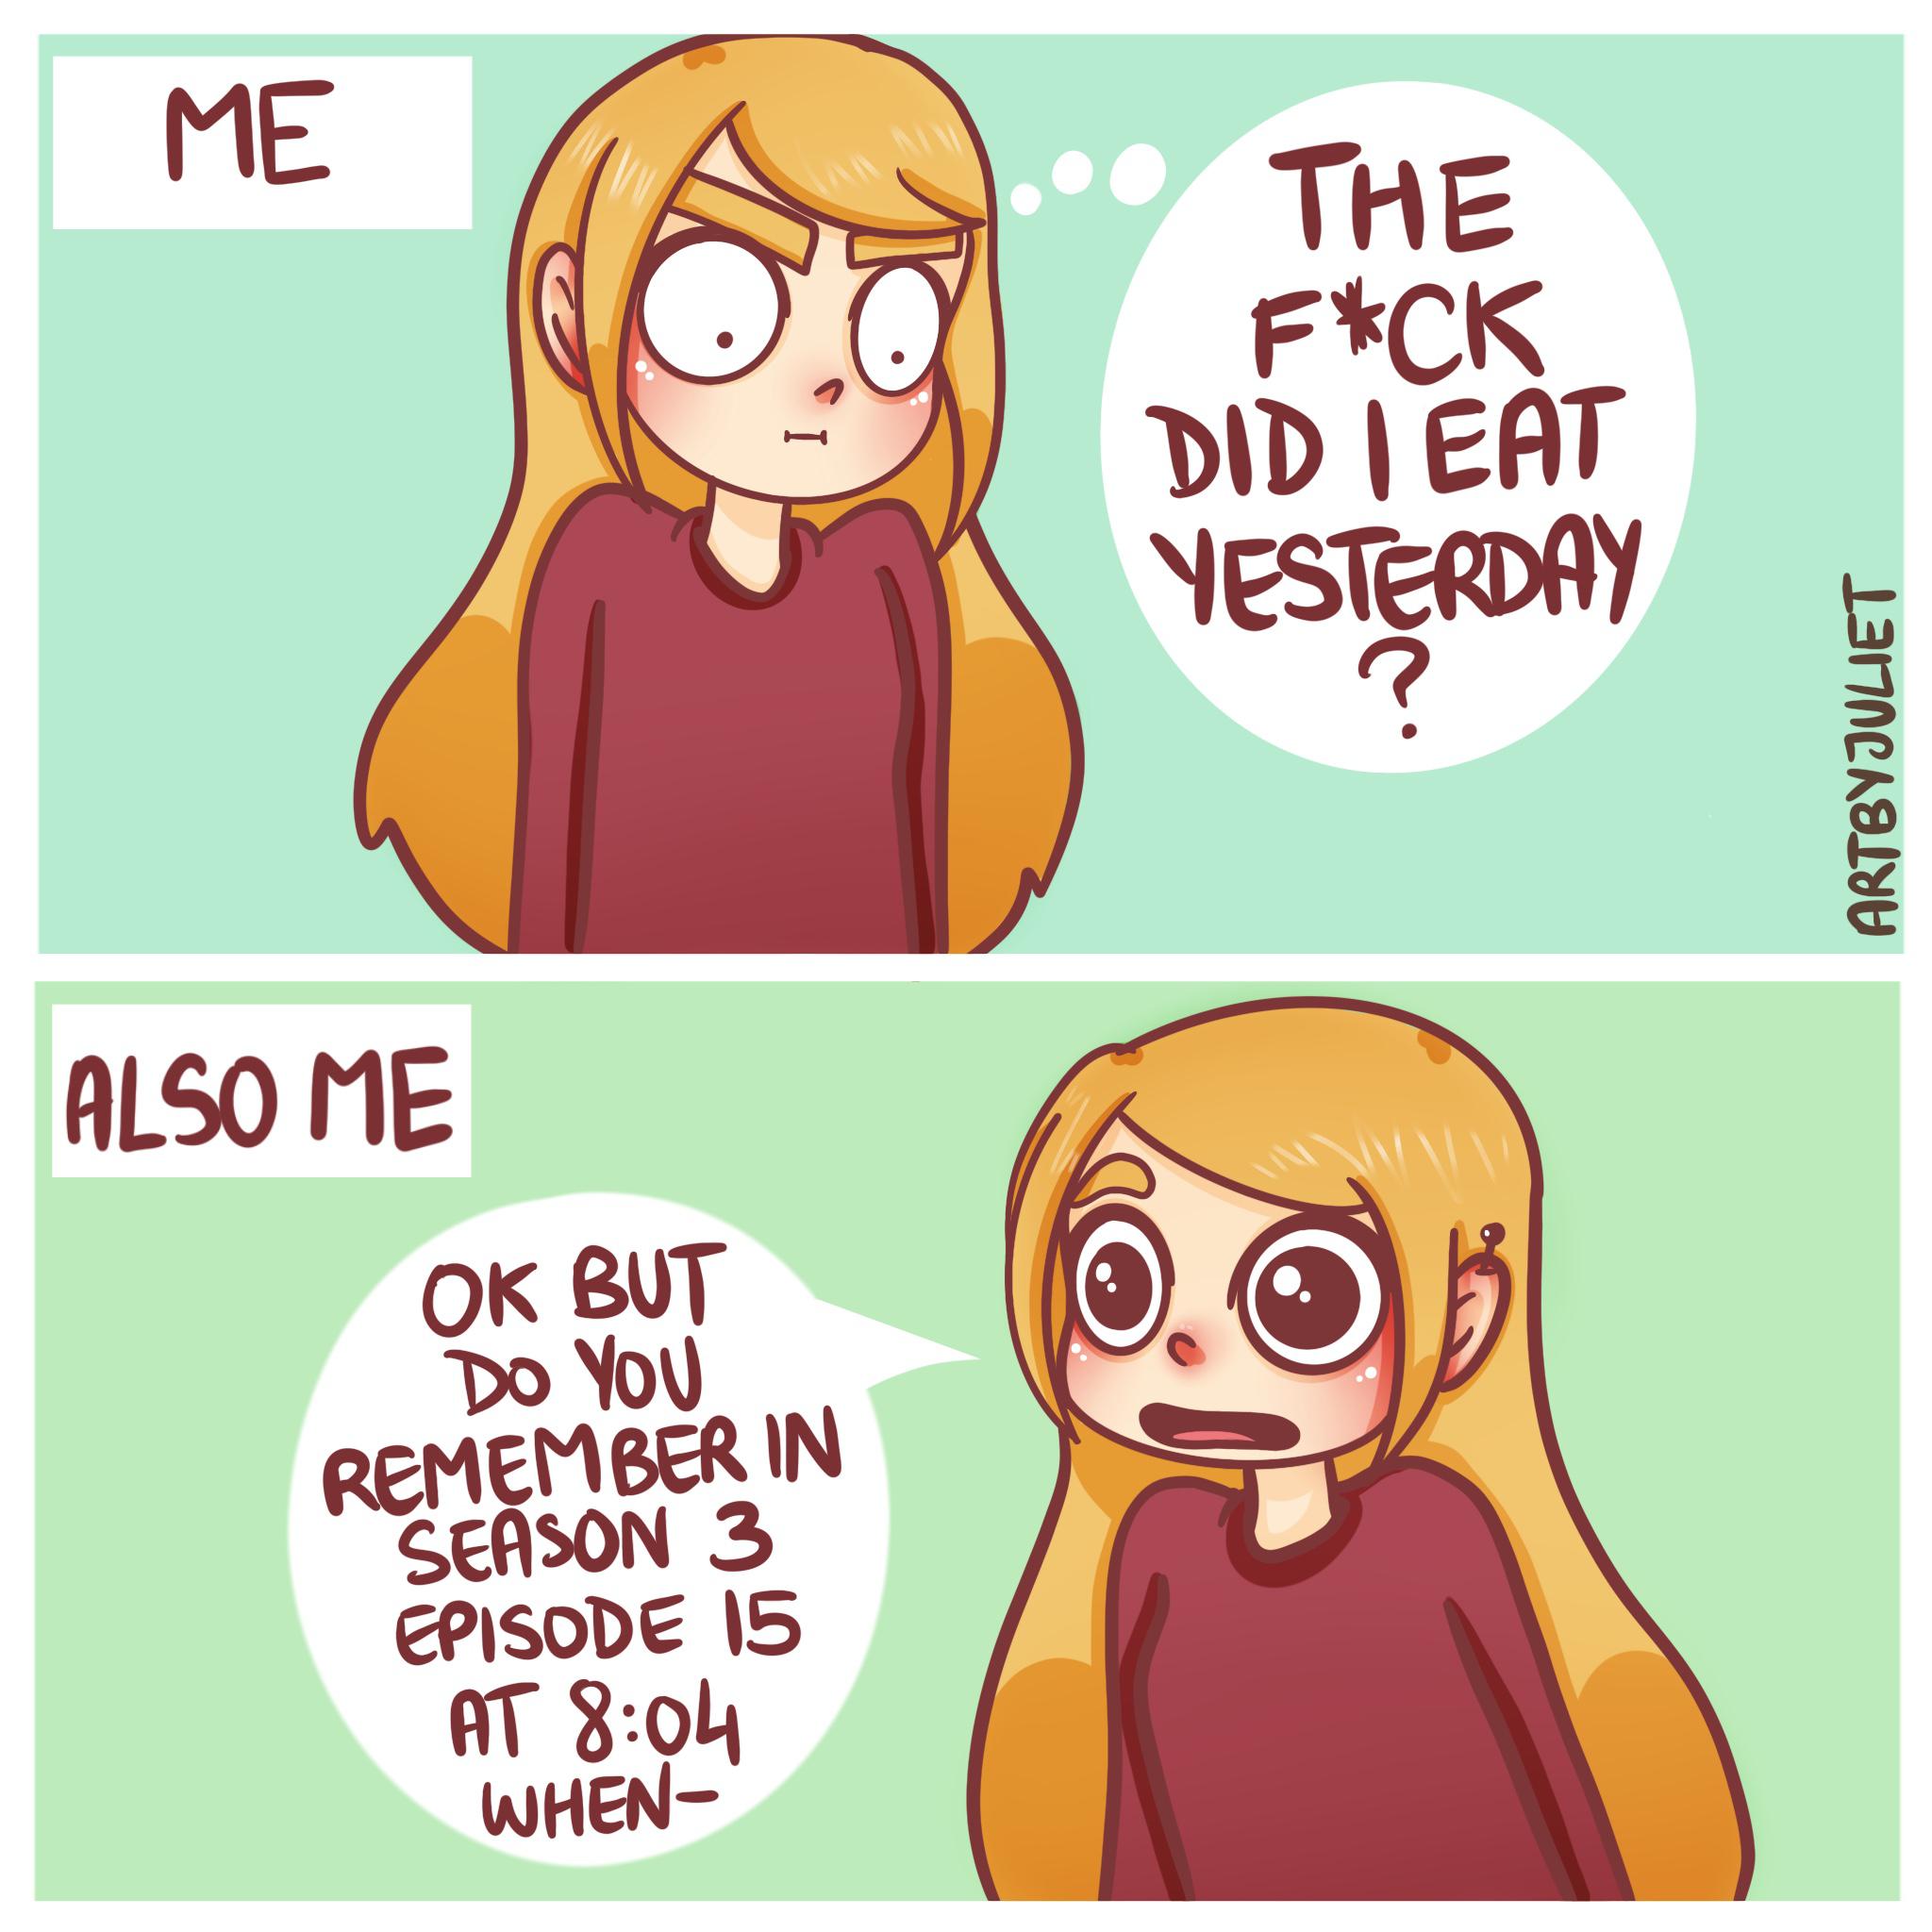 ME
THE
F*CK
DID I EAT
YESTERDAY
?
ARTBYJULIET
ALSO ME
OK BUT
DO YOU
REMEMBER IN
SEASON 3
EPISODE 15
AT 8:04
WHEN-